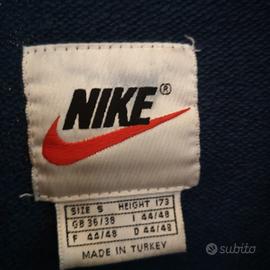 NIKE®
SIZE S HEIGHT 173
GB 36/38 I 44/48
F 44/48 D 44/48
MADE IN TURKEY
subito